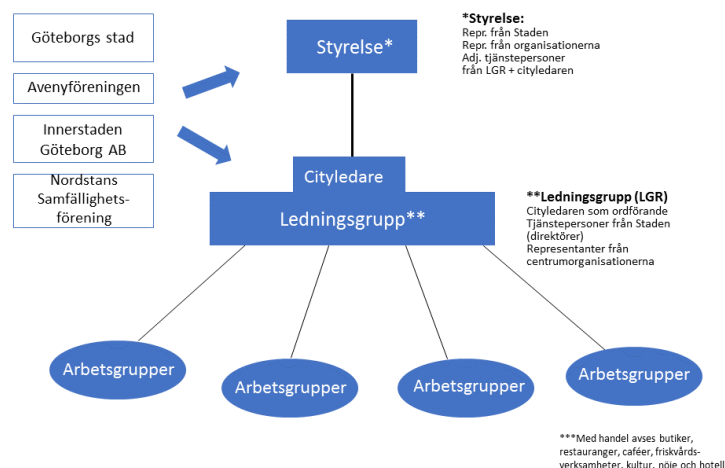 Göteborgs stad
Avenyföreningen
Innerstaden
Göteborg AB
Nordstans
Samfällighets-
förening
Styrelse*
*Styrelse:
Repr. från Staden
Repr. från organisationerna
Adj. tjänstepersoner
från LGR + cityledaren
Cityledare
Ledningsgrupp**
**Ledningsgrupp (LGR)
Cityledaren som ordförande
Tjänstepersoner från Staden
(direktörer)
Representanter från
centrumorganisationerna
Arbetsgrupper
Arbetsgrupper
Arbetsgrupper
Arbetsgrupper
***Med handel avses butiker,
restauranger, caféer, friskvårds-
verksamheter, kultur, nöje och hotell